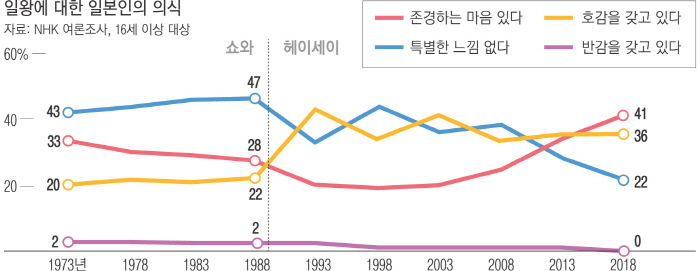 일왕에 대한 일본인의 의식
자료: NHK 여론조사, 16세 이상 대상
존경하는 마음 있다
호감을 갖고 있다
특별한 느낌 없다
반감을 갖고 있다
쇼와
헤이세이
60%
40
20
43
33
20
2
47
28
22
2
41
36
22
0
1973년 1978 1983 1988 1993 1998 2003 2008 2013 2018